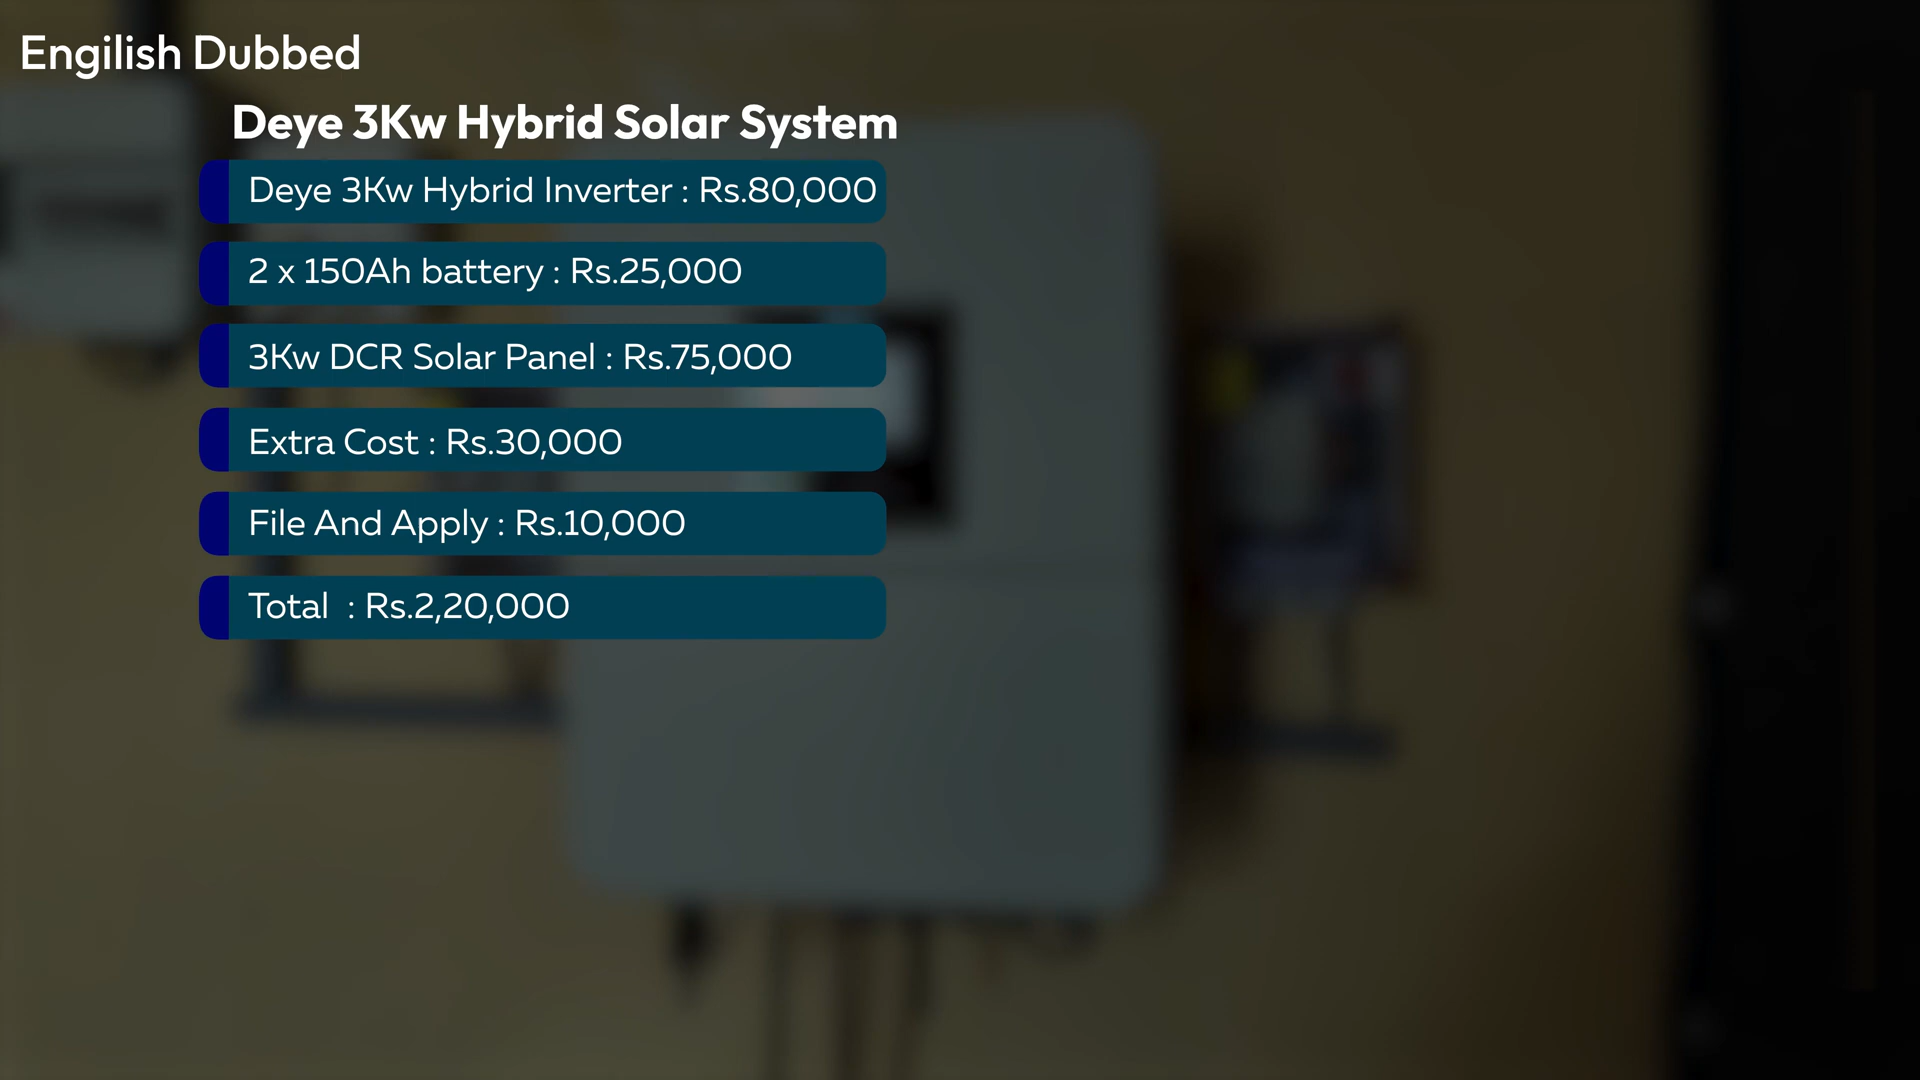 Engilish Dubbed
Deye 3Kw Hybrid Solar System
Deye 3Kw Hybrid Inverter : Rs.80,000
2 x 150Ah battery : Rs.25,000
3Kw DCR Solar Panel : Rs.75,000
Extra Cost : Rs.30,000
File And Apply : Rs.10,000
Total : Rs.2,20,000